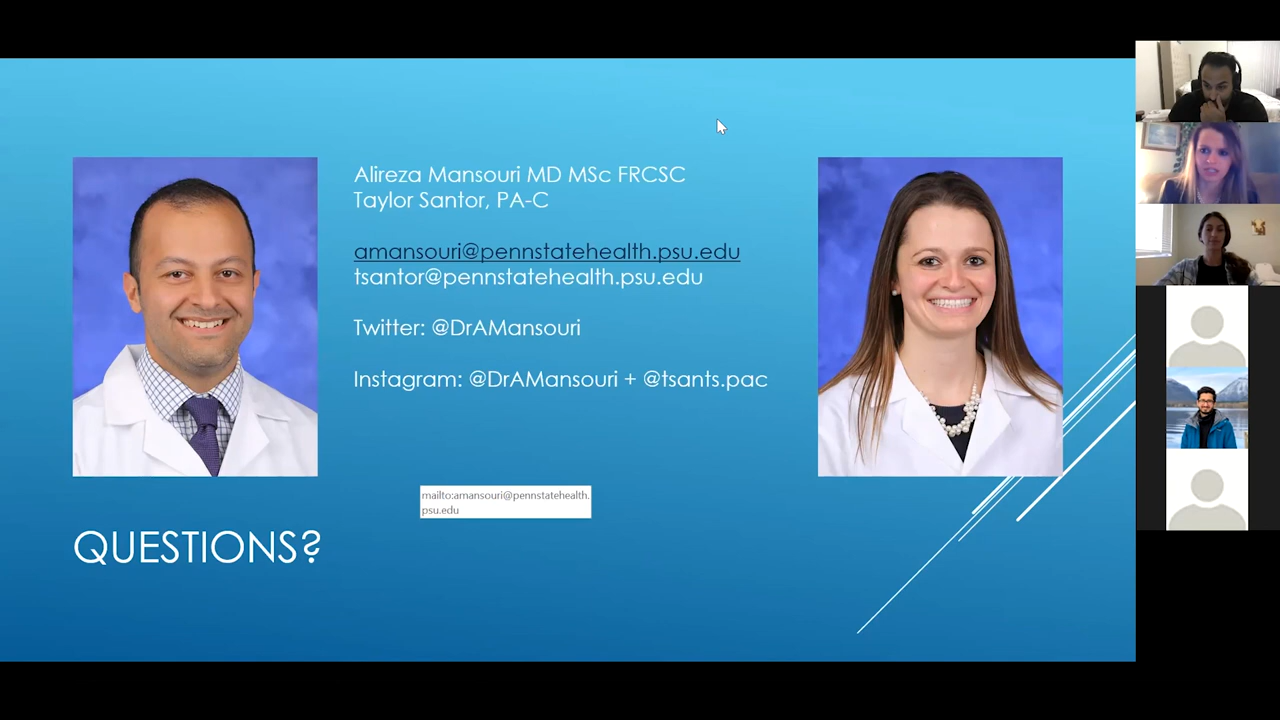 Alireza Mansouri MD MSc FRCSC
Taylor Santor, PA-C
amansouri@pennstatehealth.psu.edu
tsantor@pennstatehealth.psu.edu
Twitter: @DrAMansouri
Instagram: @DrAMansouri + @tsants.pac
mailto:amansouri@pennstatehealth.
psu.edu
QUESTIONS?